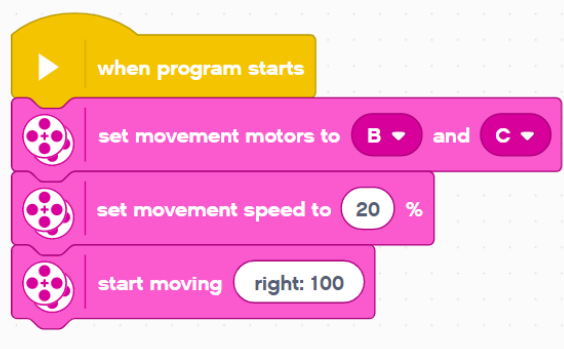 when program starts
set movement motors to B and C
set movement speed to 20 %
start moving right: 100